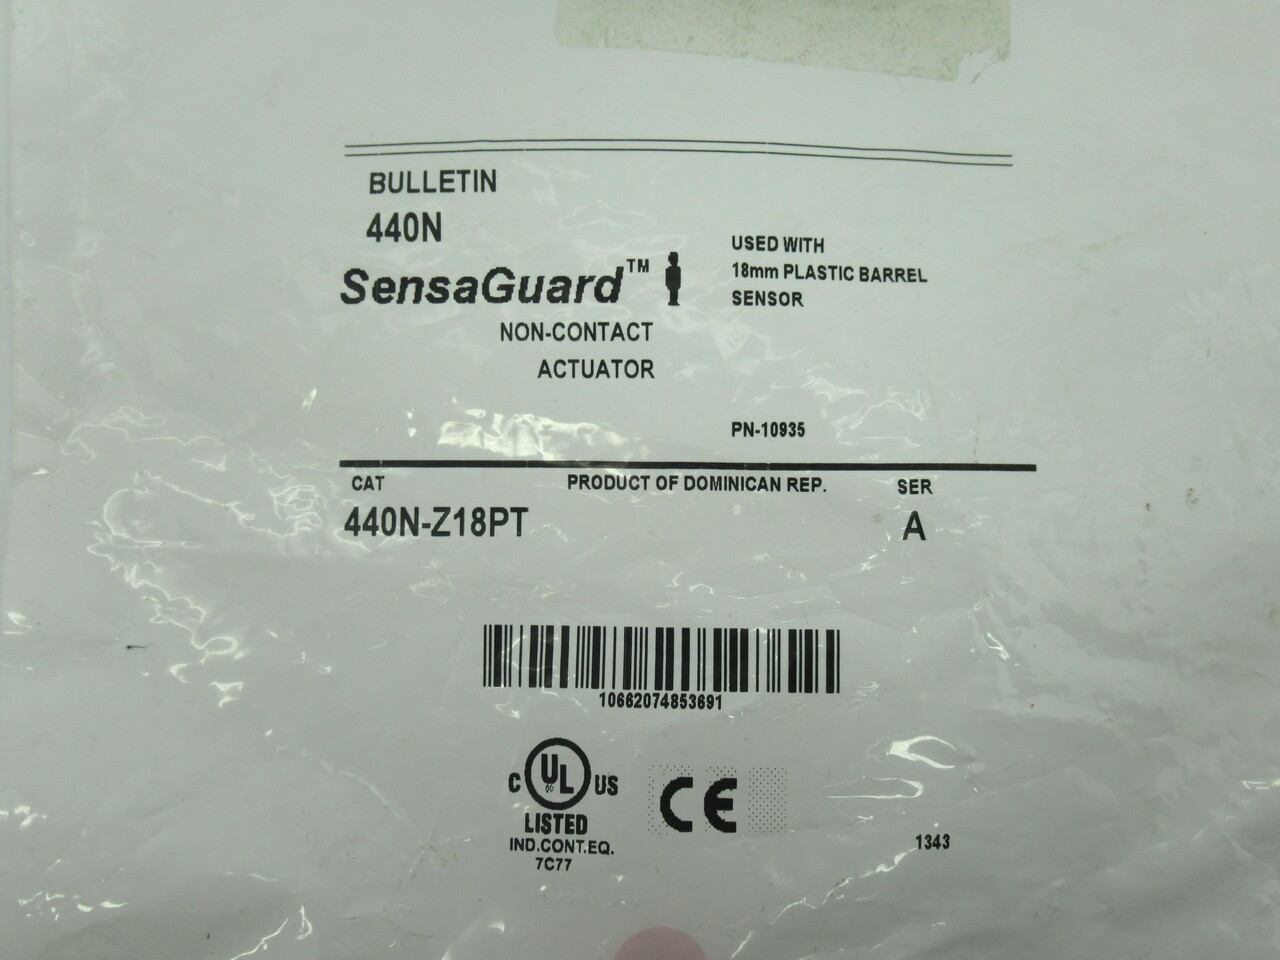 BULLETIN
440N
SensaGuard™
NON-CONTACT
ACTUATOR
USED WITH
18mm PLASTIC BARREL
SENSOR
PN-10935
CAT PRODUCT OF DOMINICAN REP. SER
440N-Z18PT A
10662074853691
C UL US
LISTED
IND.CONT.EQ.
7C77
CE
1343